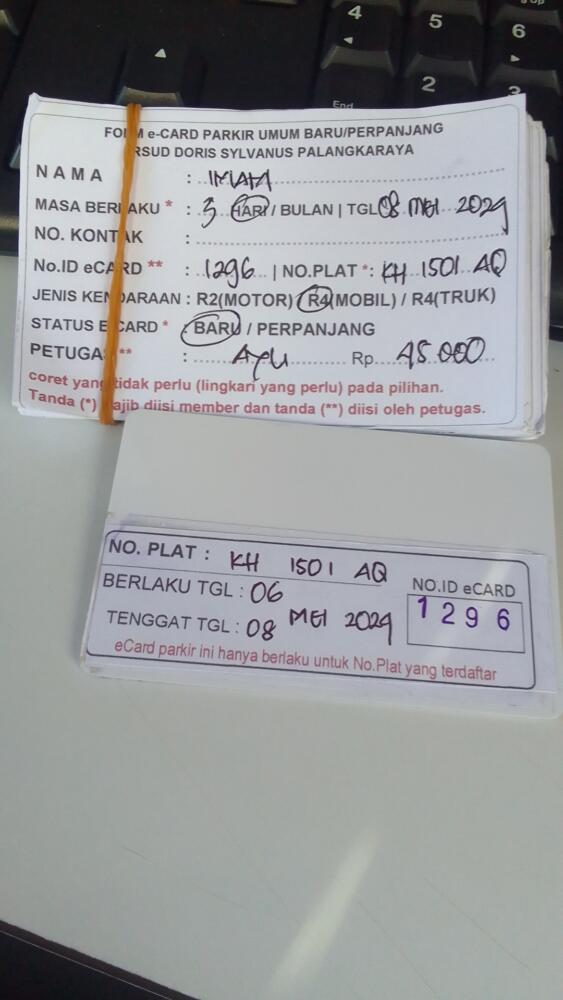 4 5 6
2 3
End
FORM e-CARD PARKIR UMUM BARU/PERPANJANG
RSUD DORIS SYLVANUS PALANGKARAYA
NAMA : IMAM
MASA BERLAKU * : 3 HARI / BULAN | TGL 08 MEI 2024
NO. KONTAK :
No.ID eCARD ** : 1296 | NO.PLAT *: KH 1501 AQ
JENIS KENDARAAN : R2(MOTOR) / R4(MOBIL) / R4(TRUK)
STATUS E CARD * : BARU / PERPANJANG
PETUGAS ** : AYU Rp 45.000
coret yang tidak perlu (lingkari yang perlu) pada pilihan.
Tanda (*) wajib diisi member dan tanda (**) diisi oleh petugas.
NO. PLAT : KH 1501 AQ
BERLAKU TGL : 06
NO.ID eCARD
1296
TENGGAT TGL : 08 MEI 2024
eCard parkir ini hanya berlaku untuk No.Plat yang terdaftar